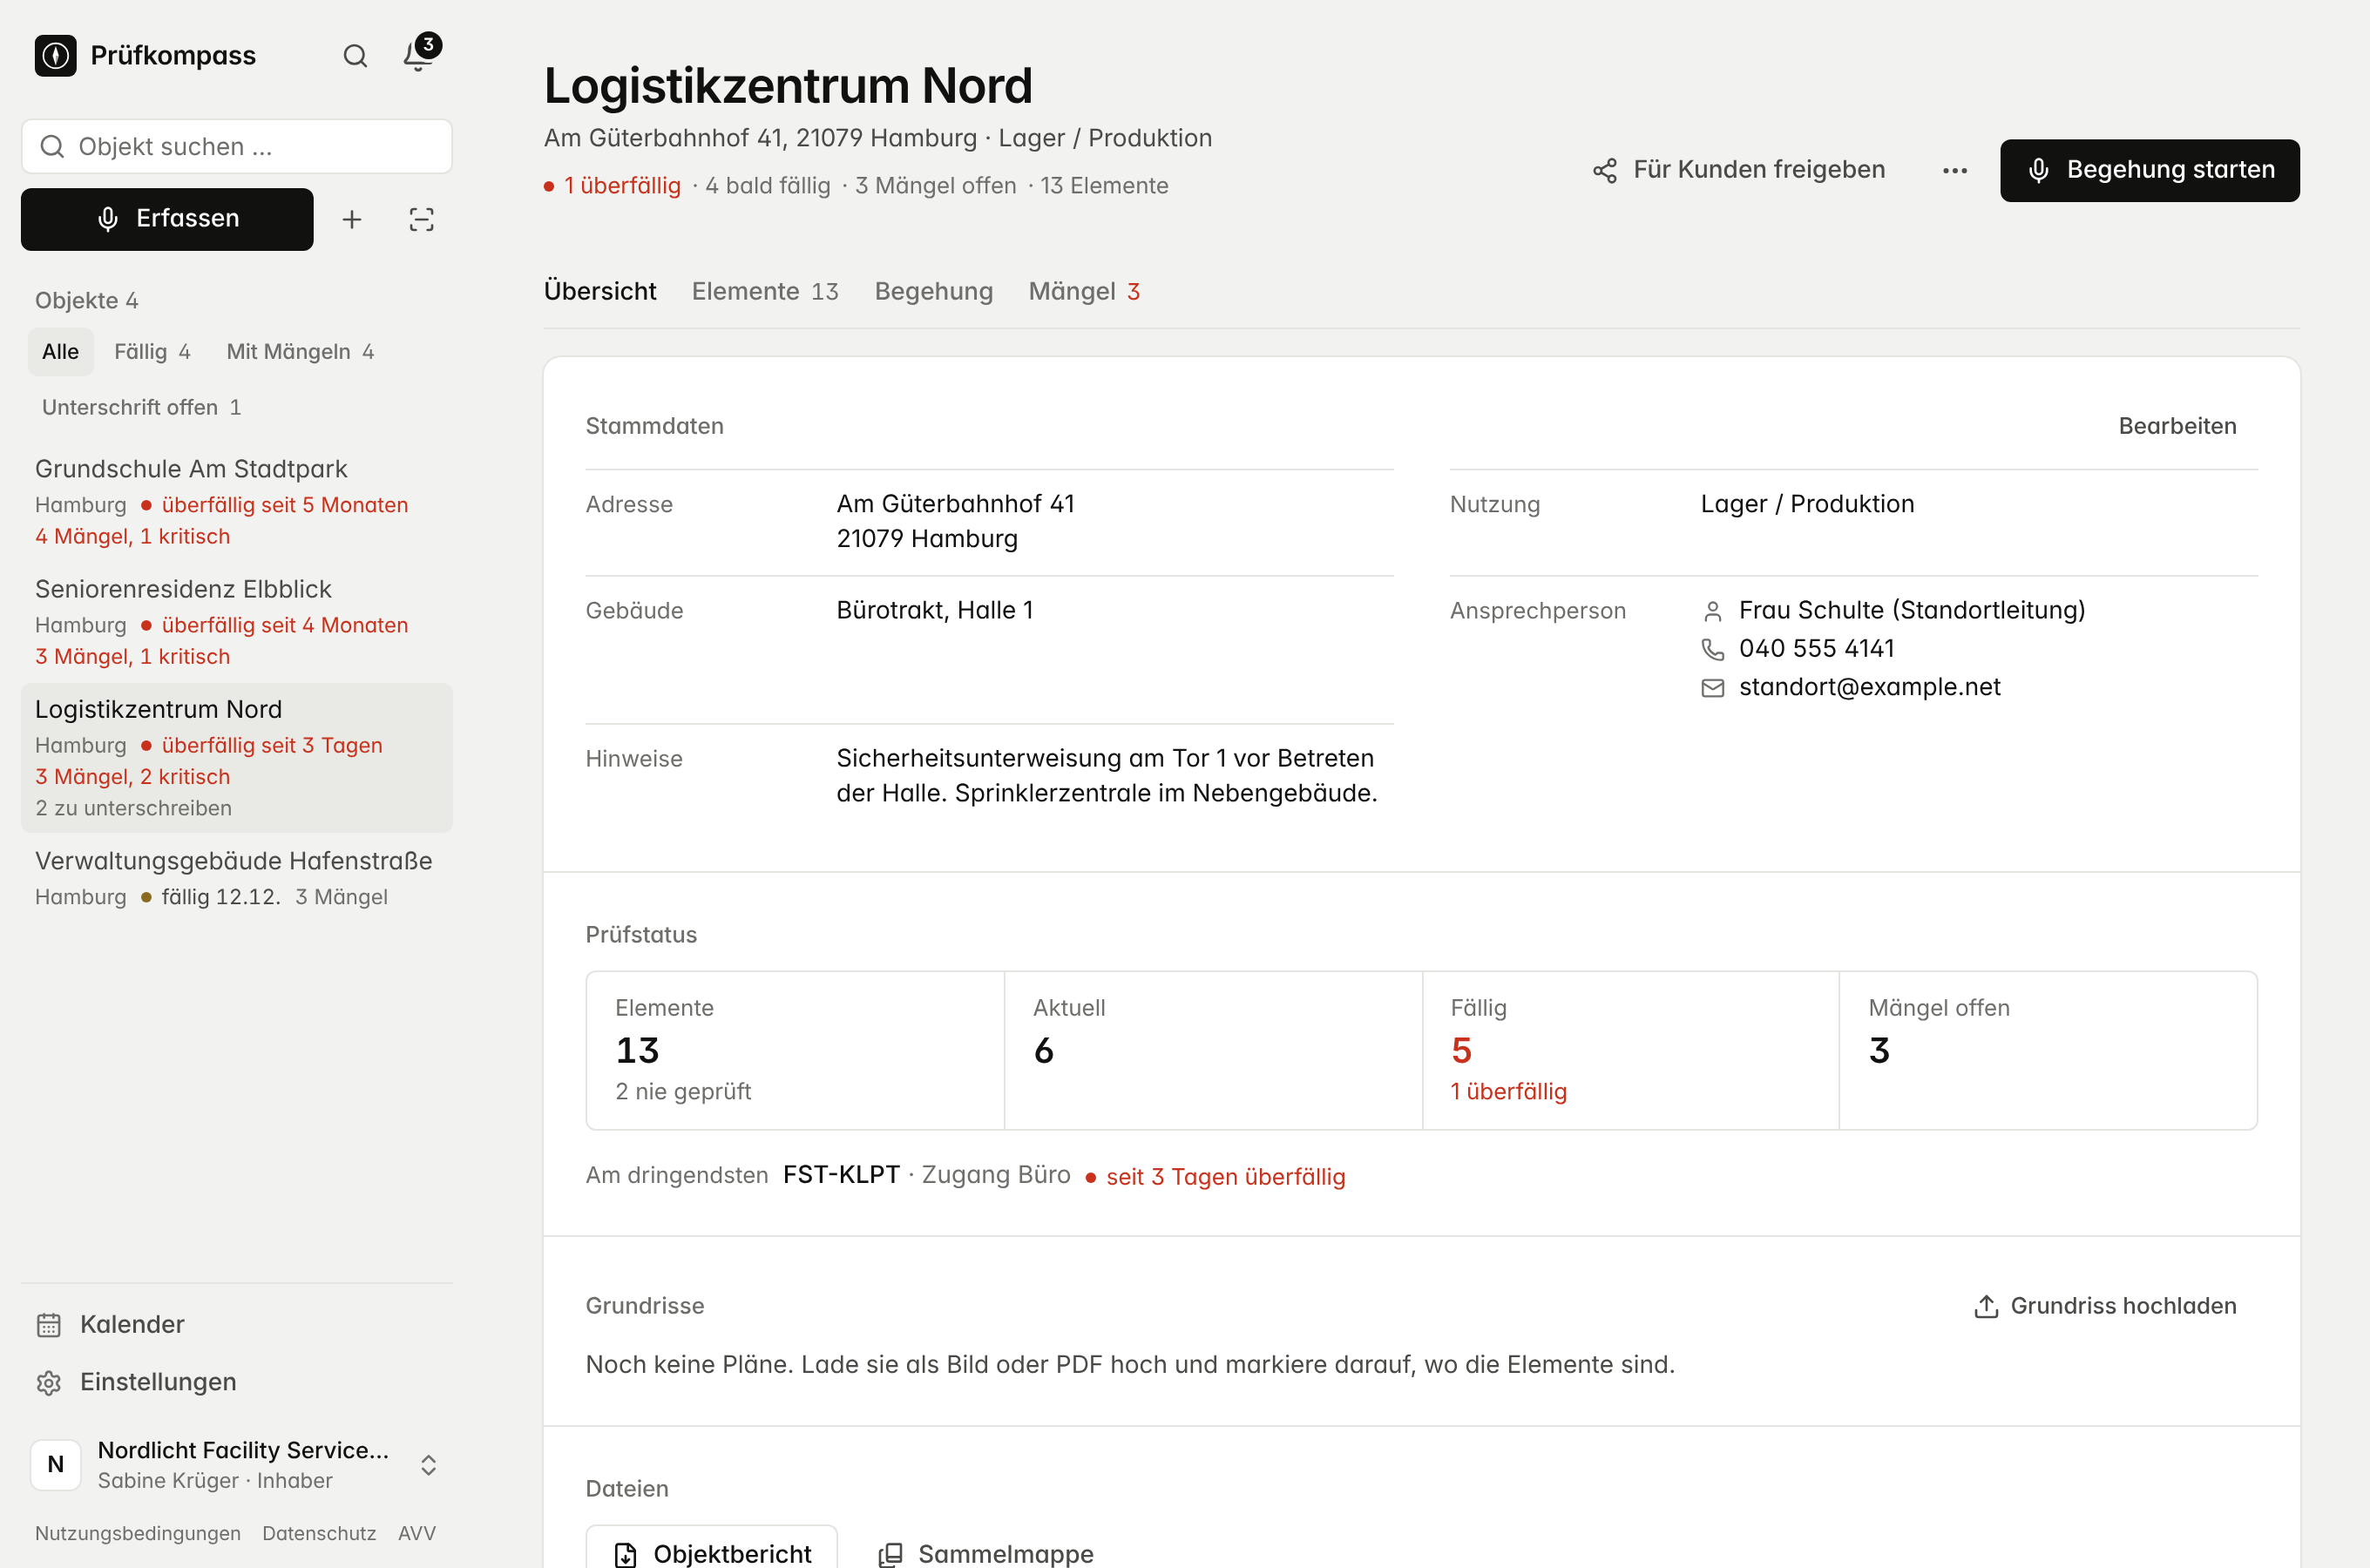 Prüfkompass
3
Objekt suchen ...
Erfassen
Objekte 4
Alle Fällig 4 Mit Mängeln 4
Unterschrift offen 1
Grundschule Am Stadtpark
Hamburg überfällig seit 5 Monaten
4 Mängel, 1 kritisch
Seniorenresidenz Elbblick
Hamburg überfällig seit 4 Monaten
3 Mängel, 1 kritisch
Logistikzentrum Nord
Hamburg überfällig seit 3 Tagen
3 Mängel, 2 kritisch
2 zu unterschreiben
Verwaltungsgebäude Hafenstraße
Hamburg fällig 12.12. 3 Mängel
Kalender
Einstellungen
N
Nordlicht Facility Service...
Sabine Krüger · Inhaber
Nutzungsbedingungen Datenschutz AVV
Logistikzentrum Nord
Am Güterbahnhof 41, 21079 Hamburg · Lager / Produktion
1 überfällig · 4 bald fällig · 3 Mängel offen · 13 Elemente
Für Kunden freigeben
Begehung starten
Übersicht Elemente 13 Begehung Mängel 3
Stammdaten
Bearbeiten
Adresse
Am Güterbahnhof 41
21079 Hamburg
Nutzung
Lager / Produktion
Gebäude
Bürotrakt, Halle 1
Ansprechperson
Frau Schulte (Standortleitung)
040 555 4141
standort@example.net
Hinweise
Sicherheitsunterweisung am Tor 1 vor Betreten
der Halle. Sprinklerzentrale im Nebengebäude.
Prüfstatus
Elemente
13
2 nie geprüft
Aktuell
6
Fällig
5
1 überfällig
Mängel offen
3
Am dringendsten FST-KLPT · Zugang Büro seit 3 Tagen überfällig
Grundrisse
Grundriss hochladen
Noch keine Pläne. Lade sie als Bild oder PDF hoch und markiere darauf, wo die Elemente sind.
Dateien
Objektbericht
Sammelmappe